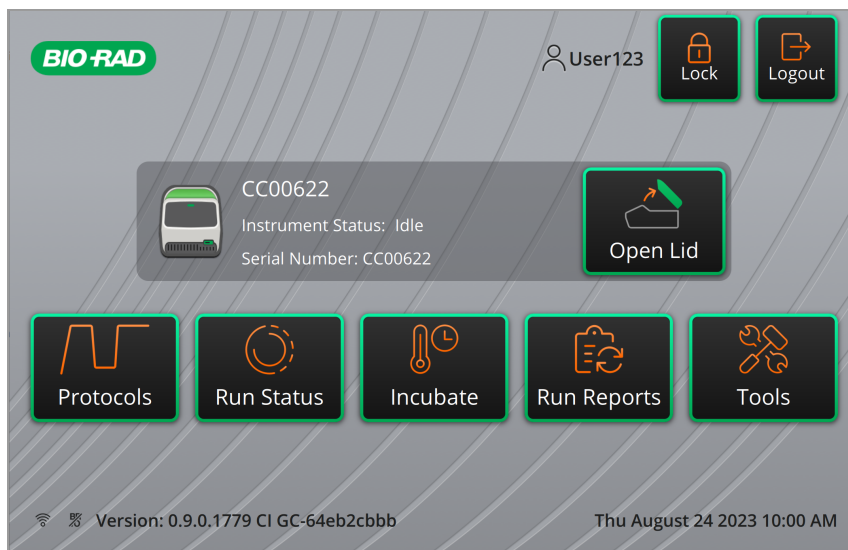 BIO-RAD
User123
Lock
Logout
CC00622
Instrument Status: Idle
Serial Number: CC00622
Open Lid
Protocols
Run Status
Incubate
Run Reports
Tools
Version: 0.9.0.1779 CI GC-64eb2cbbb
Thu August 24 2023 10:00 AM